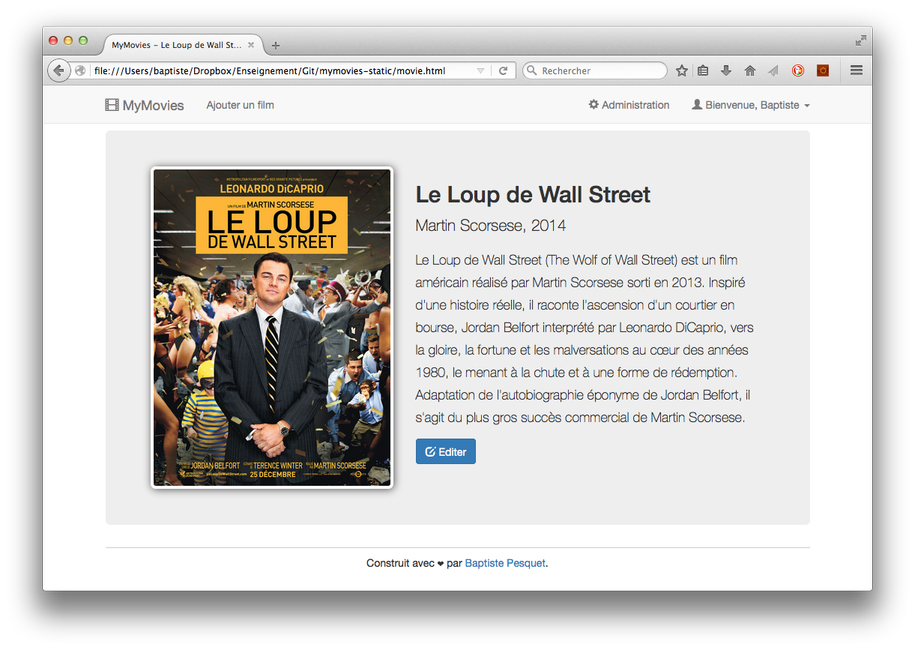 MyMovies - Le Loup de Wall St...
file:///Users/baptiste/Dropbox/Enseignement/Git/mymovies-static/movie.html
Rechercher
MyMovies
Ajouter un film
Administration
Bienvenue, Baptiste
LEONARDO DiCAPRIO
UN FILM DE MARTIN SCORSESE
LE LOUP
DE WALL STREET
JORDAN BELFORT
TERENCE WINTER
MARTIN SCORSESE
25 DÉCEMBRE
Le Loup de Wall Street
Martin Scorsese, 2014
Le Loup de Wall Street (The Wolf of Wall Street) est un film
américain réalisé par Martin Scorsese sorti en 2013. Inspiré
d'une histoire réelle, il raconte l'ascension d'un courtier en
bourse, Jordan Belfort interprété par Leonardo DiCaprio, vers
la gloire, la fortune et les malversations au cœur des années
1980, le menant à la chute et à une forme de rédemption.
Adaptation de l'autobiographie éponyme de Jordan Belfort, il
s'agit du plus gros succès commercial de Martin Scorsese.
Editer
Construit avec ❤ par Baptiste Pesquet.